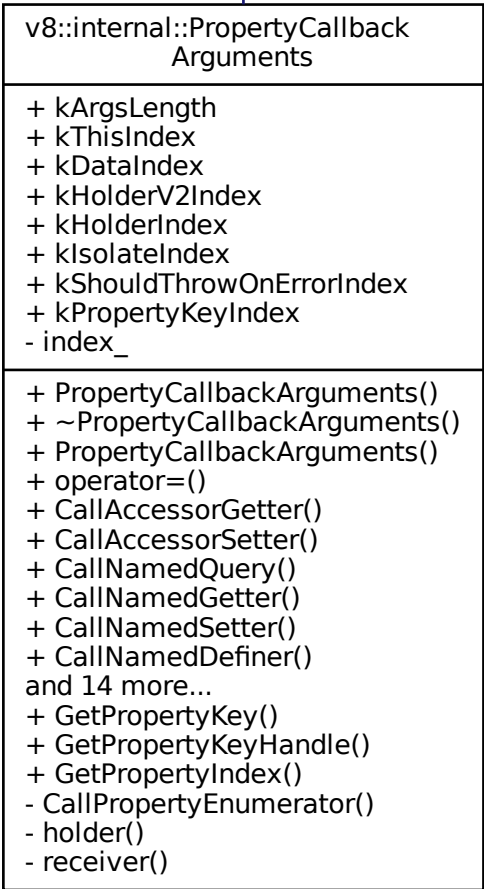 v8::internal::PropertyCallback
Arguments
+ kArgsLength
+ kThisIndex
+ kDataIndex
+ kHolderV2Index
+ kHolderIndex
+ kIsolateIndex
+ kShouldThrowOnErrorIndex
+ kPropertyKeyIndex
- index_
+ PropertyCallbackArguments()
+ ~PropertyCallbackArguments()
+ PropertyCallbackArguments()
+ operator=()
+ CallAccessorGetter()
+ CallAccessorSetter()
+ CallNamedQuery()
+ CallNamedGetter()
+ CallNamedSetter()
+ CallNamedDefiner()
and 14 more...
+ GetPropertyKey()
+ GetPropertyKeyHandle()
+ GetPropertyIndex()
- CallPropertyEnumerator()
- holder()
- receiver()